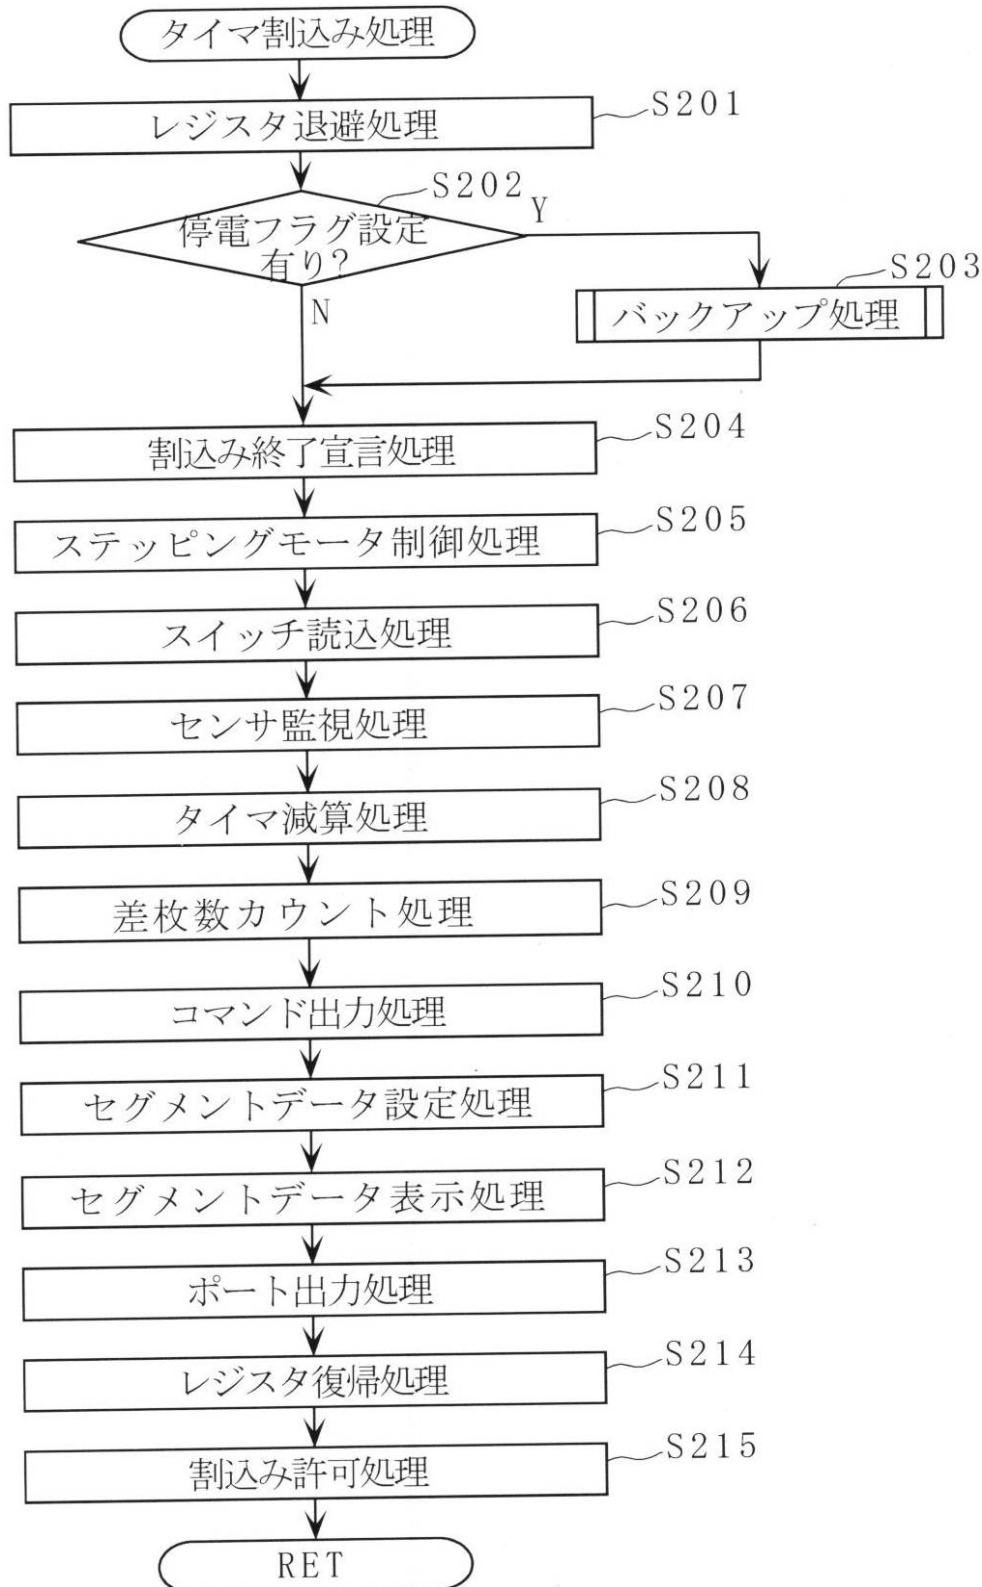 タイマ割込み処理
S201
レジスタ退避処理
S202
停電フラグ設定
有り?
Y
N
S203
バックアップ処理
S204
割込み終了宣言処理
S205
ステッピングモータ制御処理
S206
スイッチ読込処理
S207
センサ監視処理
S208
タイマ減算処理
S209
差枚数カウント処理
S210
コマンド出力処理
S211
セグメントデータ設定処理
S212
セグメントデータ表示処理
S213
ポート出力処理
S214
レジスタ復帰処理
S215
割込み許可処理
RET